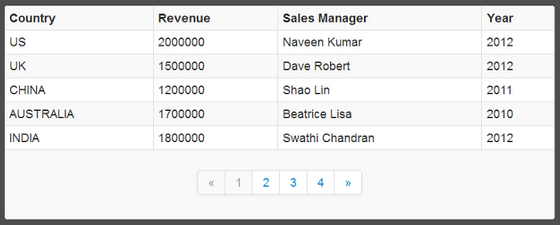 Country Revenue Sales Manager Year
US 2000000 Naveen Kumar 2012
UK 1500000 Dave Robert 2012
CHINA 1200000 Shao Lin 2011
AUSTRALIA 1700000 Beatrice Lisa 2010
INDIA 1800000 Swathi Chandran 2012
« 1 2 3 4 »